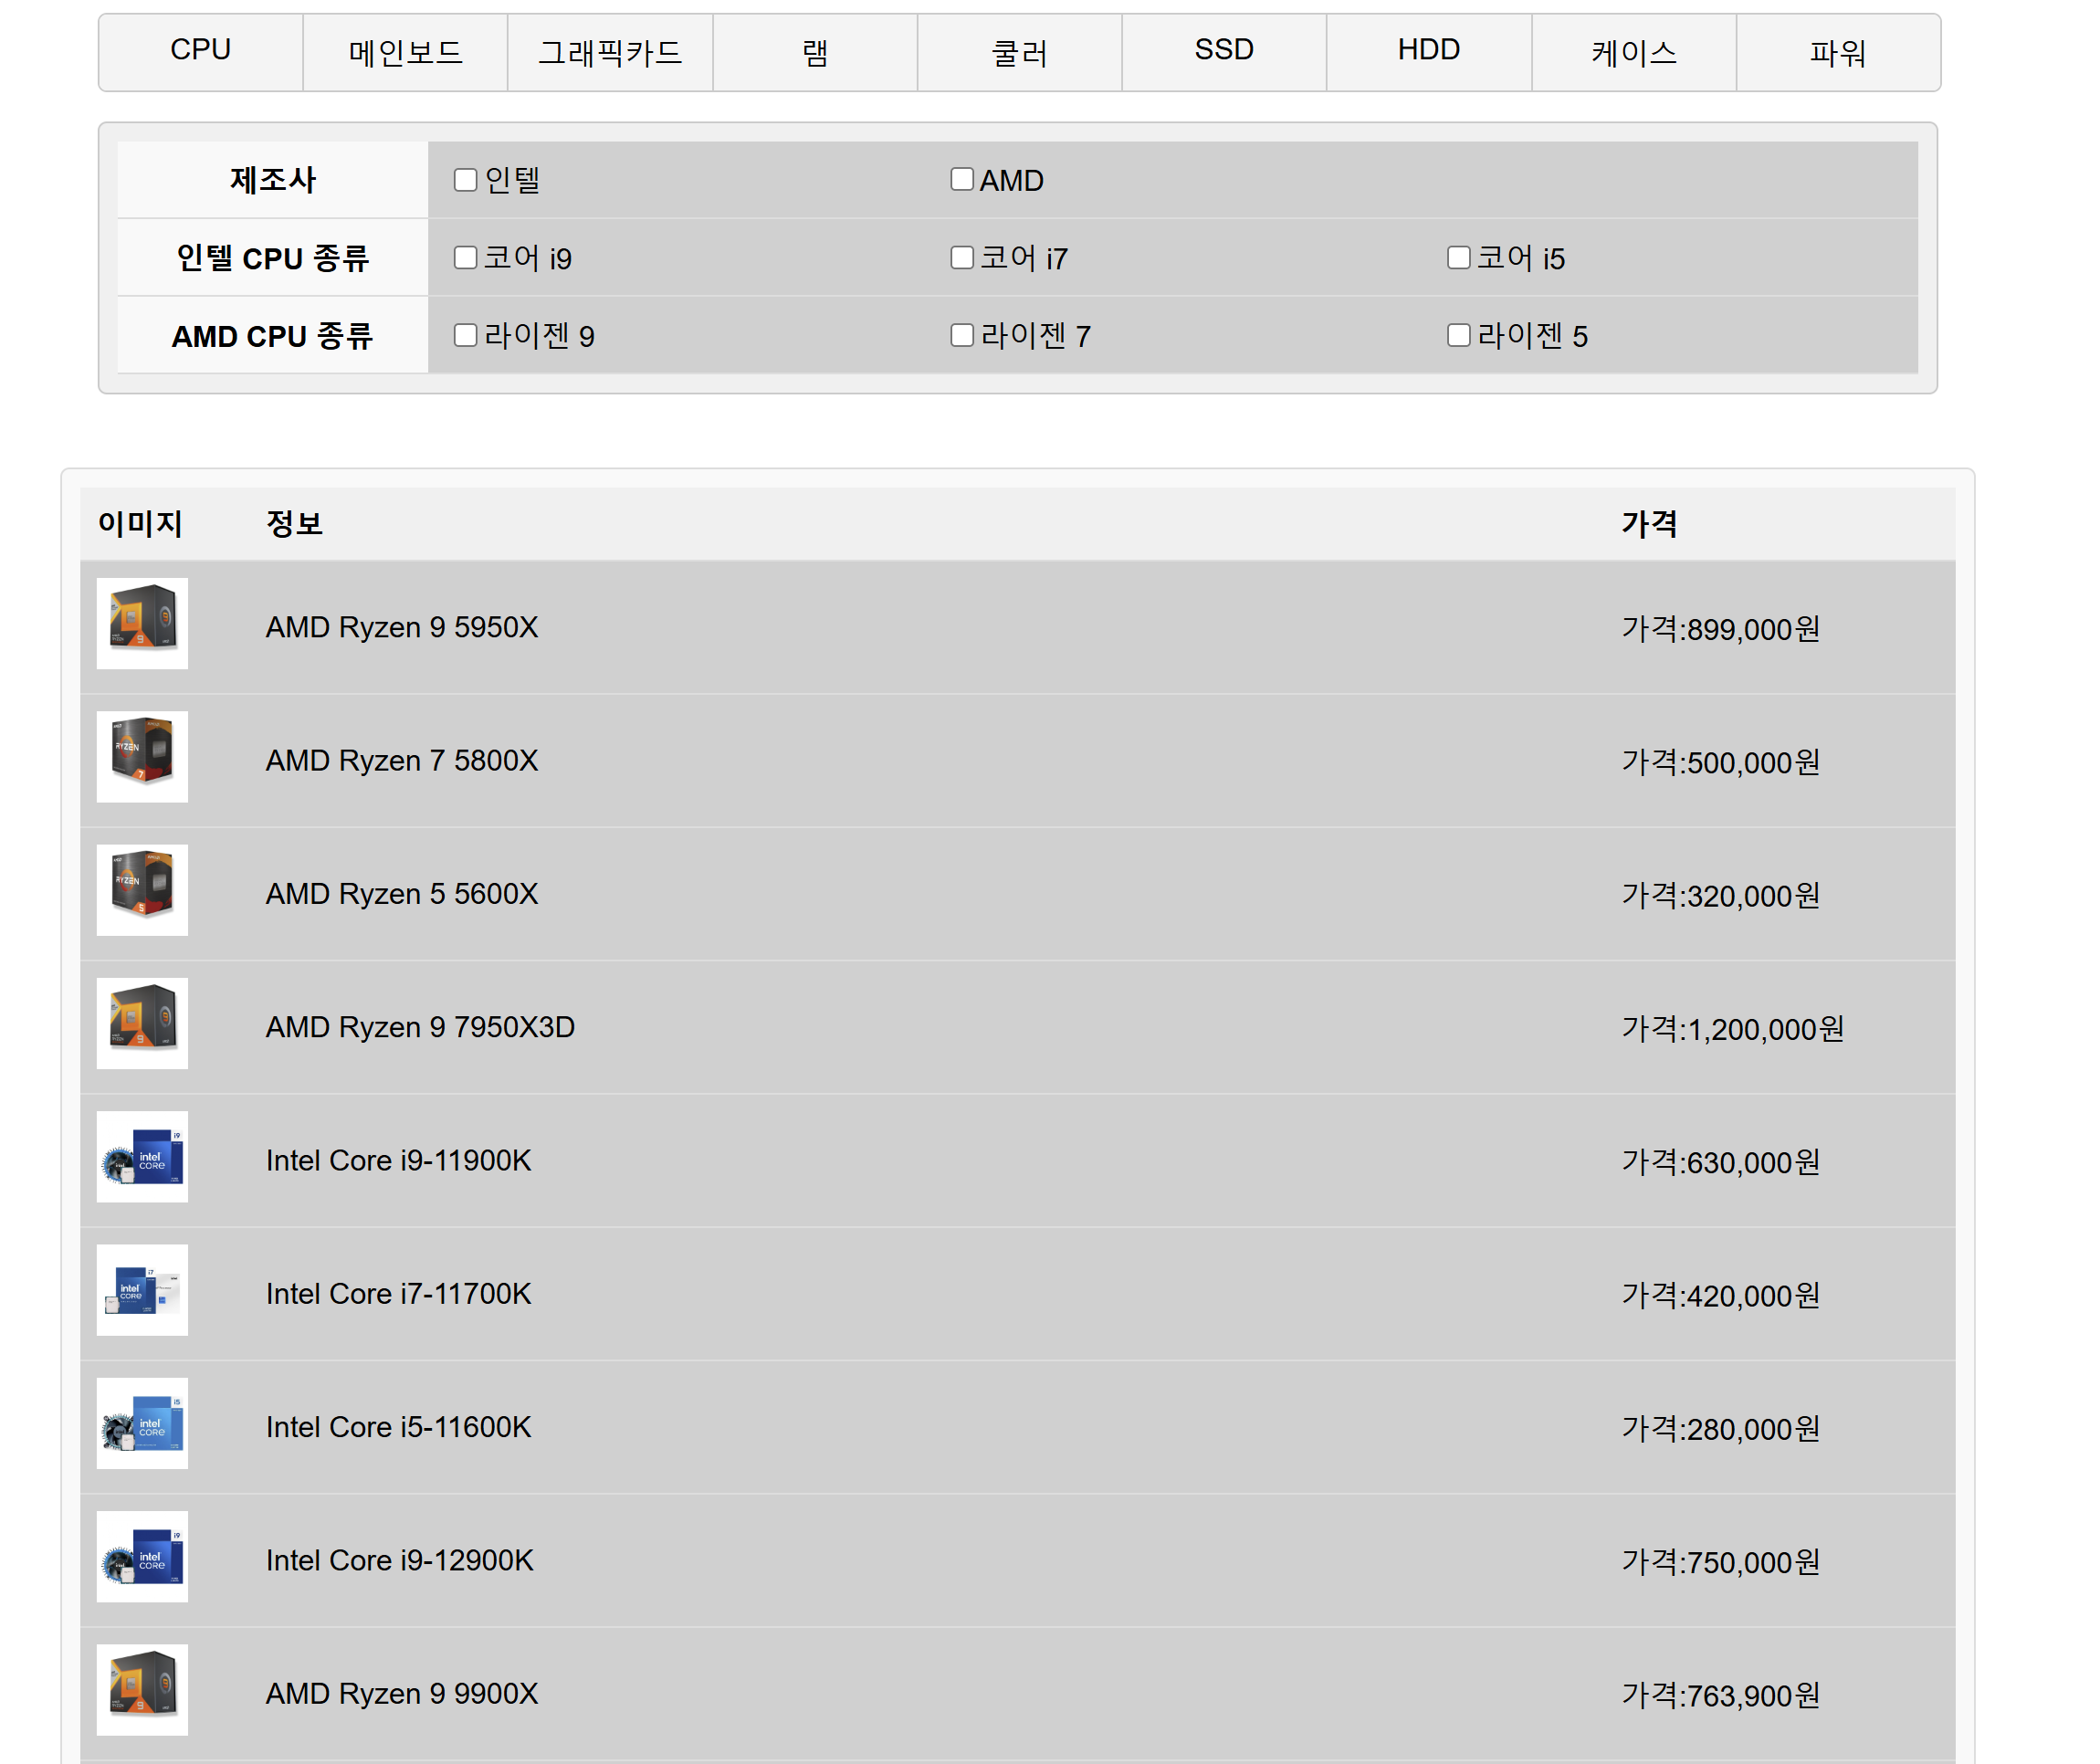 CPU 메인보드 그래픽카드 램 쿨러 SSD HDD 케이스 파워
제조사 인텔 AMD
인텔 CPU 종류 코어 i9 코어 i7 코어 i5
AMD CPU 종류 라이젠 9 라이젠 7 라이젠 5
이미지 정보 가격
AMD Ryzen 9 5950X 가격:899,000원
AMD Ryzen 7 5800X 가격:500,000원
AMD Ryzen 5 5600X 가격:320,000원
AMD Ryzen 9 7950X3D 가격:1,200,000원
Intel Core i9-11900K 가격:630,000원
Intel Core i7-11700K 가격:420,000원
Intel Core i5-11600K 가격:280,000원
Intel Core i9-12900K 가격:750,000원
AMD Ryzen 9 9900X 가격:763,900원